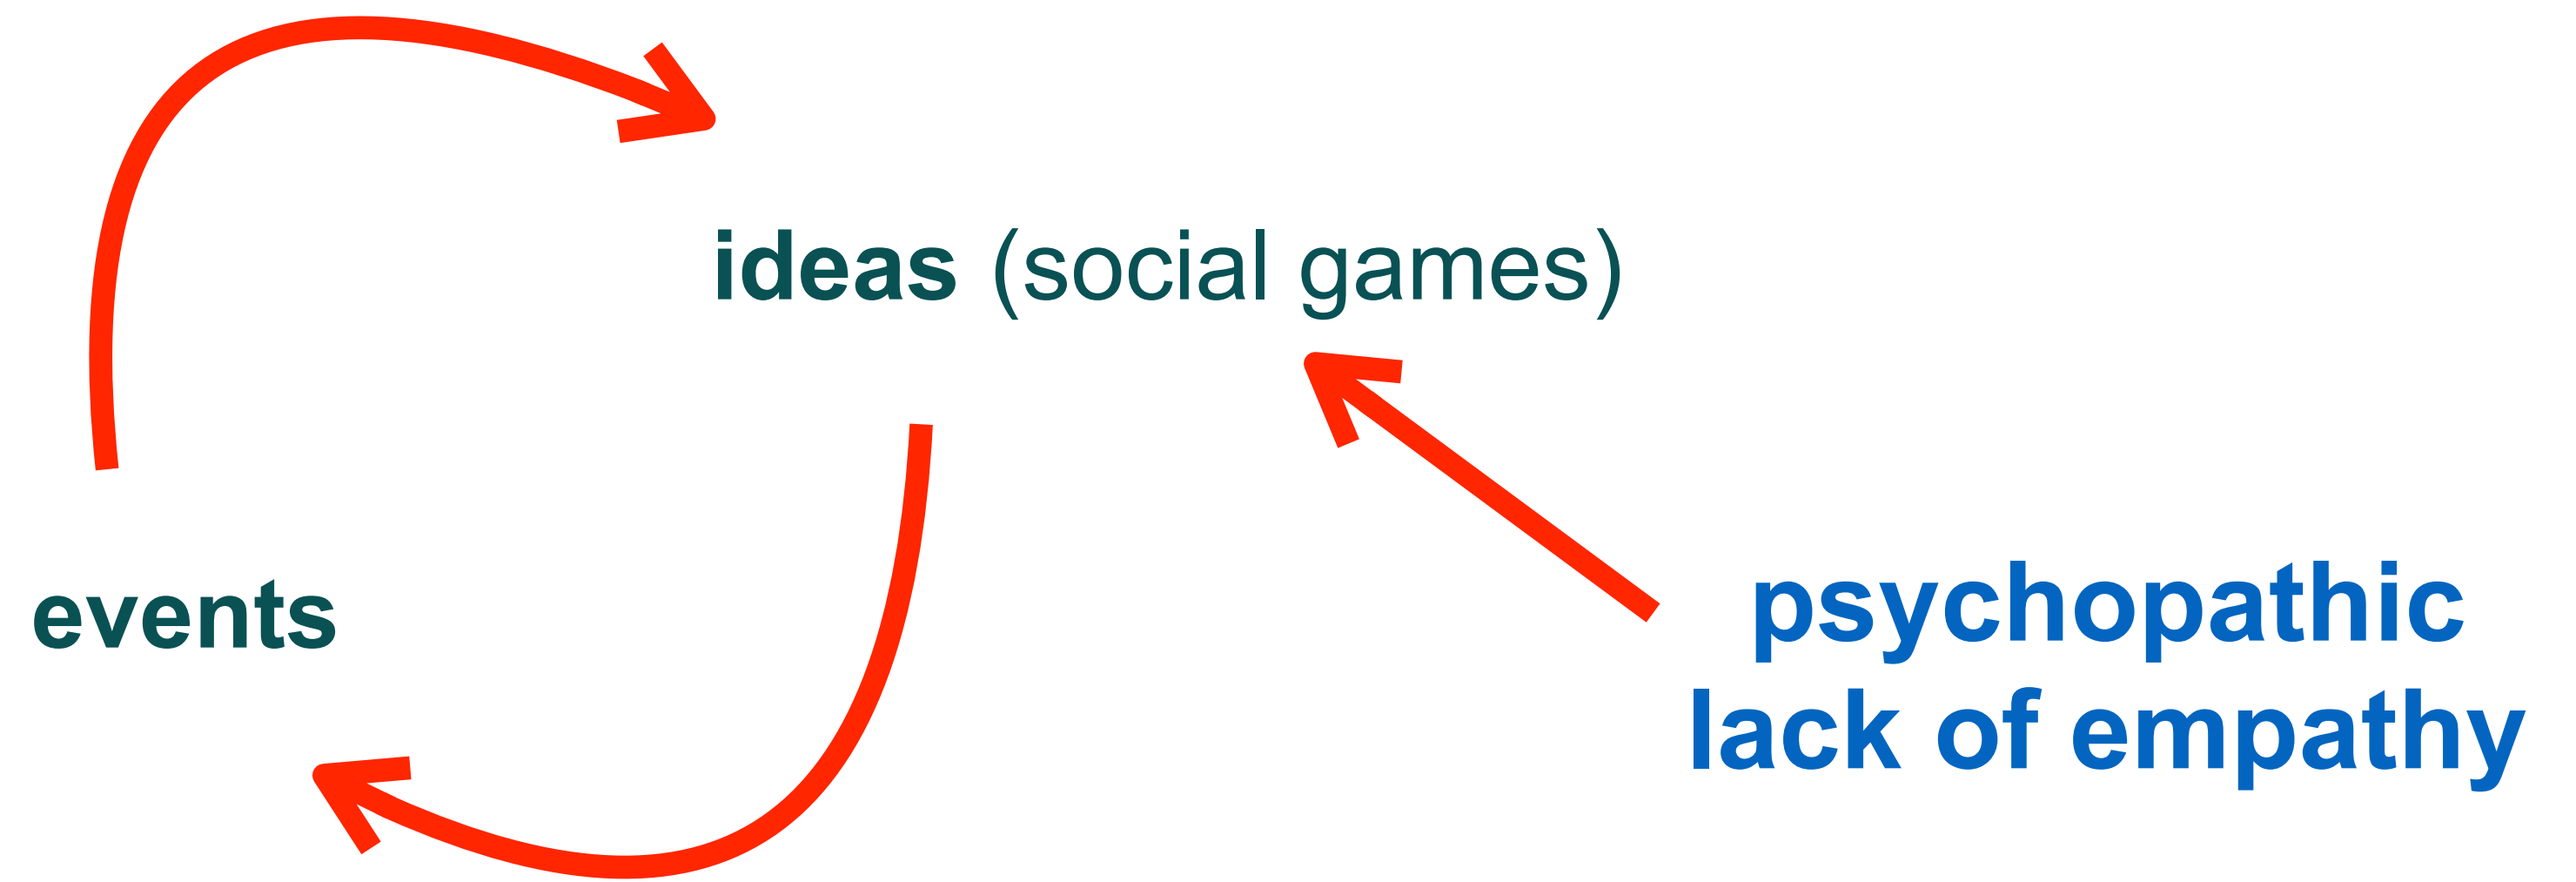 ideas (social games)
events
psychopathic
lack of empathy